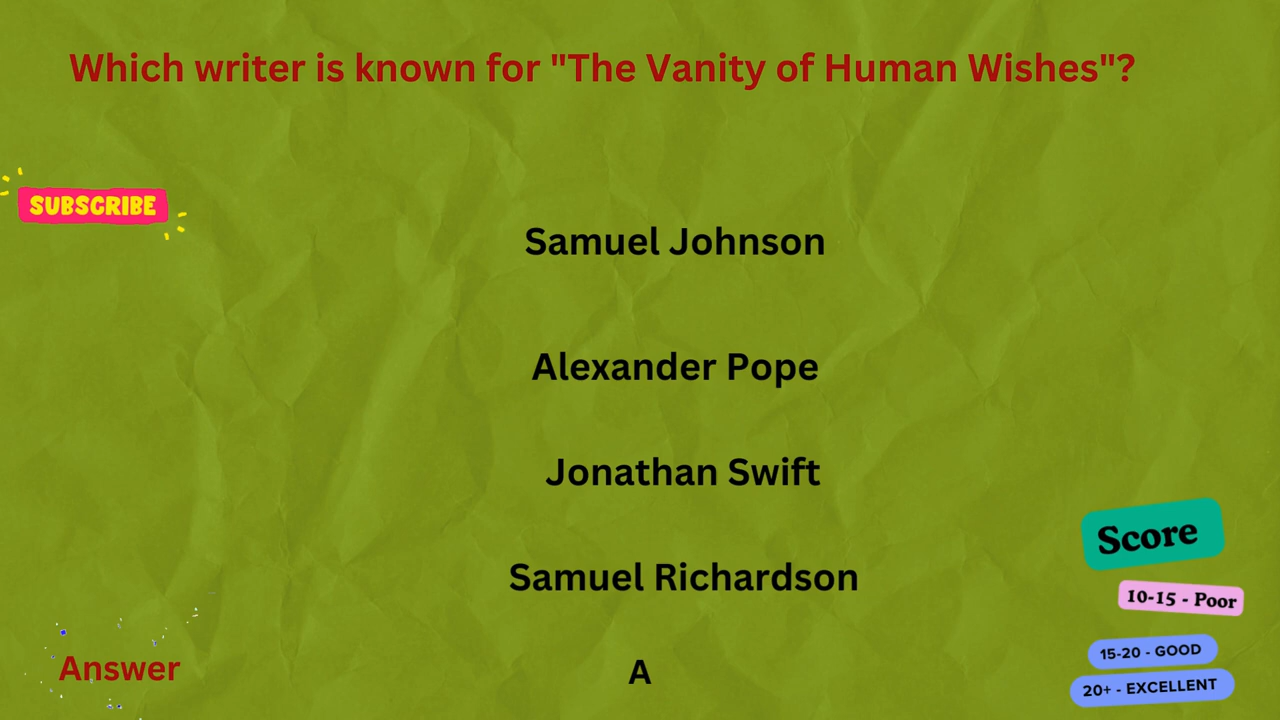 Which writer is known for "The Vanity of Human Wishes"?
SUBSCRIBE
Samuel Johnson
Alexander Pope
Jonathan Swift
Samuel Richardson
Score
10-15 - Poor
15-20 - GOOD
20+ - EXCELLENT
Answer
A